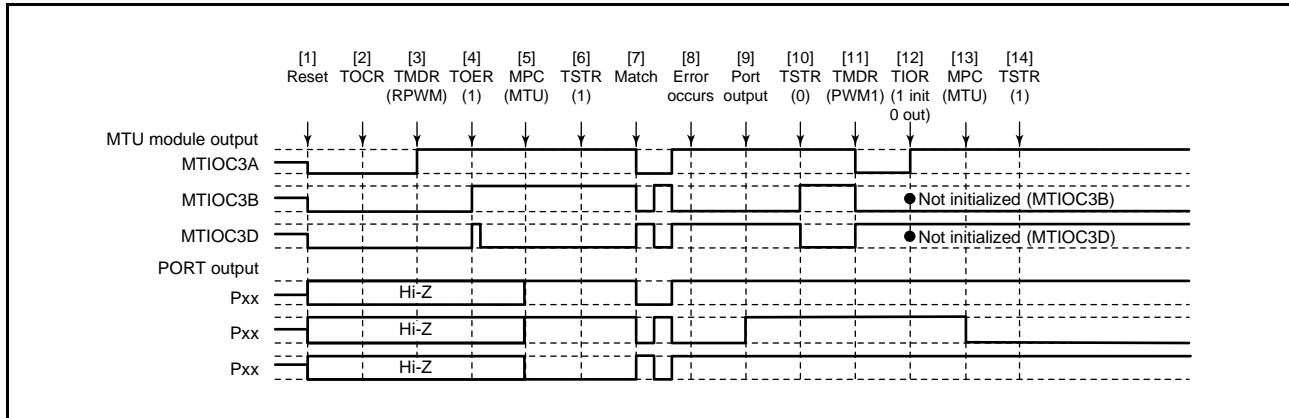 [1] [2] [3] [4] [5] [6] [7] [8] [9] [10] [11] [12] [13] [14]
Reset TOCR TMDR TOER MPC TSTR Match Error Port TSTR TMDR TIOR MPC TSTR
(RPWM) (1) (MTU) (1) occurs output (0) (PWM1) (1 init (MTU) (1)
0 out)
MTU module output
MTIOC3A
MTIOC3B
Not initialized (MTIOC3B)
MTIOC3D
Not initialized (MTIOC3D)
PORT output
Pxx
Hi-Z
Pxx
Hi-Z
Pxx
Hi-Z